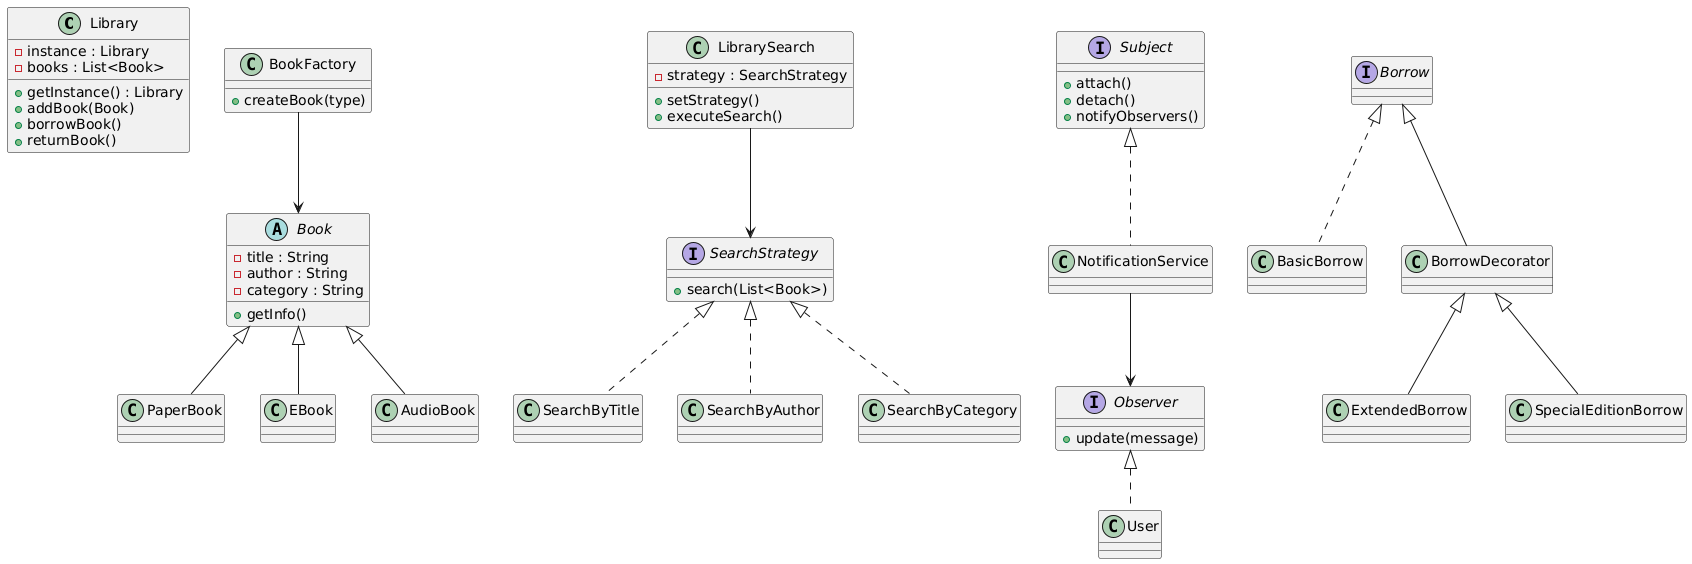 C Library
instance : Library
books : List<Book>
getInstance() : Library
addBook(Book)
borrowBook()
returnBook()
C BookFactory
createBook(type)
A Book
title : String
author : String
category : String
getInfo()
C PaperBook
C EBook
C AudioBook
C LibrarySearch
strategy : SearchStrategy
setStrategy()
executeSearch()
I SearchStrategy
search(List<Book>)
C SearchByTitle
C SearchByAuthor
C SearchByCategory
I Subject
attach()
detach()
notifyObservers()
C NotificationService
I Observer
update(message)
C User
I Borrow
C BasicBorrow
C BorrowDecorator
C ExtendedBorrow
C SpecialEditionBorrow